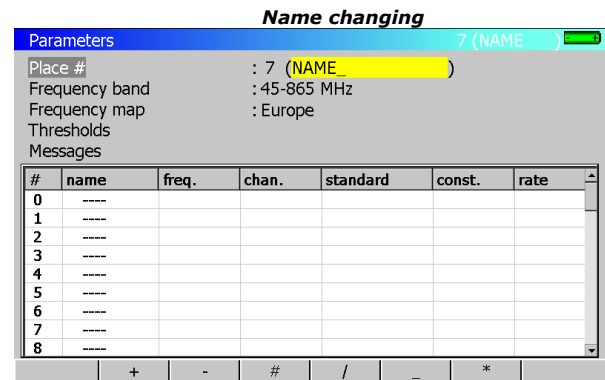 Name changing
Parameters 7 (NAME )
Place # : 7 (NAME_ )
Frequency band : 45-865 MHz
Frequency map : Europe
Thresholds
Messages
# name freq. chan. standard const. rate
0 ----
1 ----
2 ----
3 ----
4 ----
5 ----
6 ----
7 ----
8 ----
+ - # / _ *